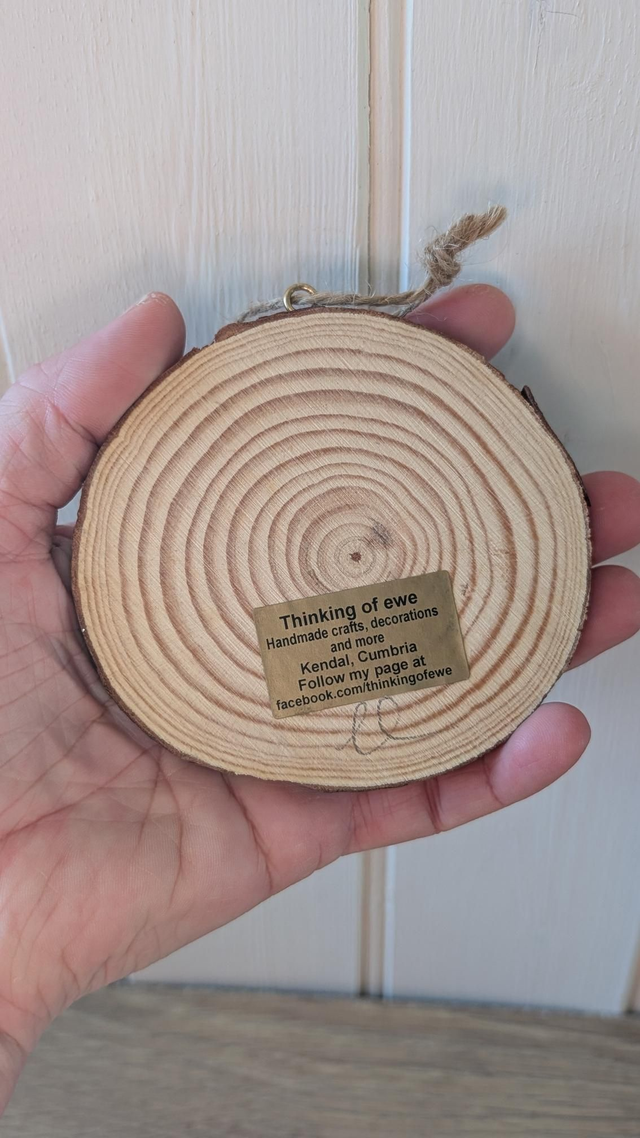 Thinking of ewe
Handmade crafts, decorations
and more
Kendal, Cumbria
Follow my page at
facebook.com/thinkingofewe